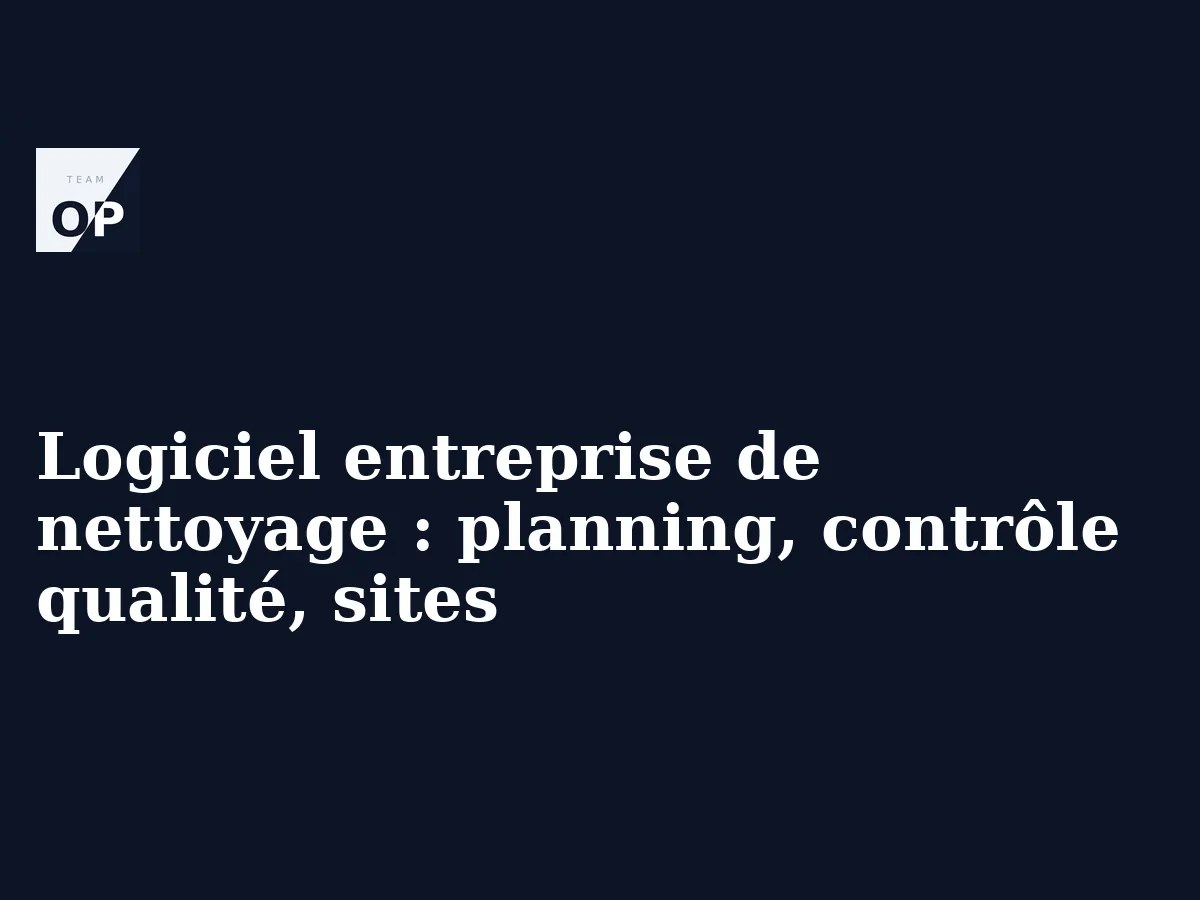 TEAM
OP
Logiciel entreprise de
nettoyage : planning, contrôle
qualité, sites